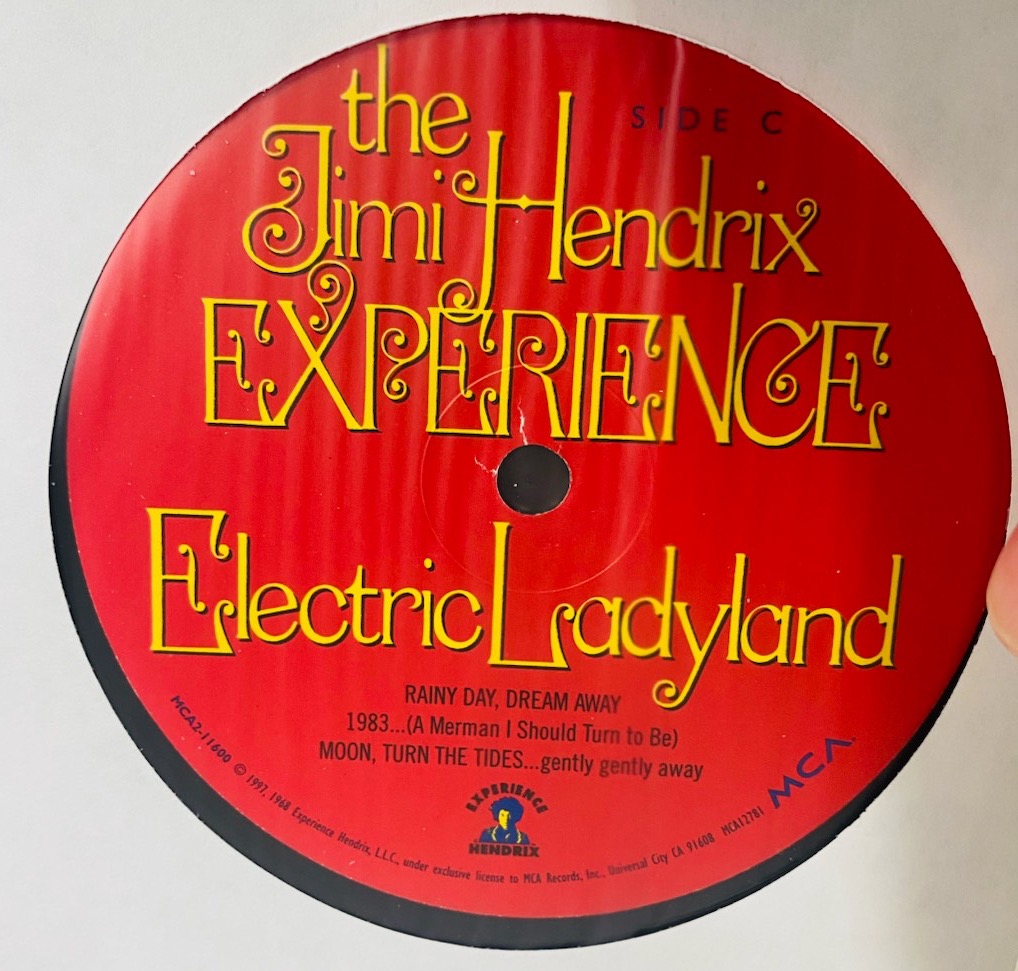 SIDE C
the
Jimi Hendrix
EXPERIENCE
Electric Ladyland
RAINY DAY, DREAM AWAY
1983...(A Merman I Should Turn to Be)
MOON, TURN THE TIDES...gently gently away
EXPERIENCE
HENDRIX
MCA2-11600 © 1997, 1968 Experience Hendrix, L.L.C., under exclusive license to MCA Records, Inc., Universal City CA 91608 MCA12781
MCA